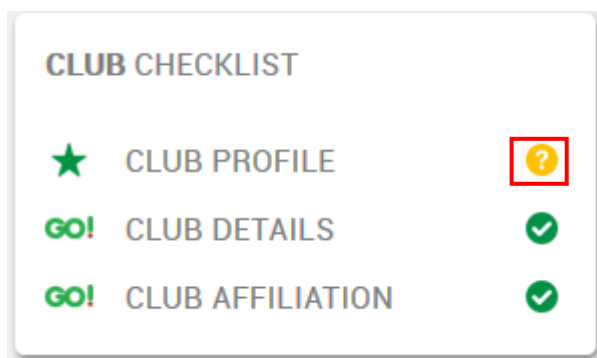 CLUB CHECKLIST
CLUB PROFILE ?
GO! CLUB DETAILS
GO! CLUB AFFILIATION